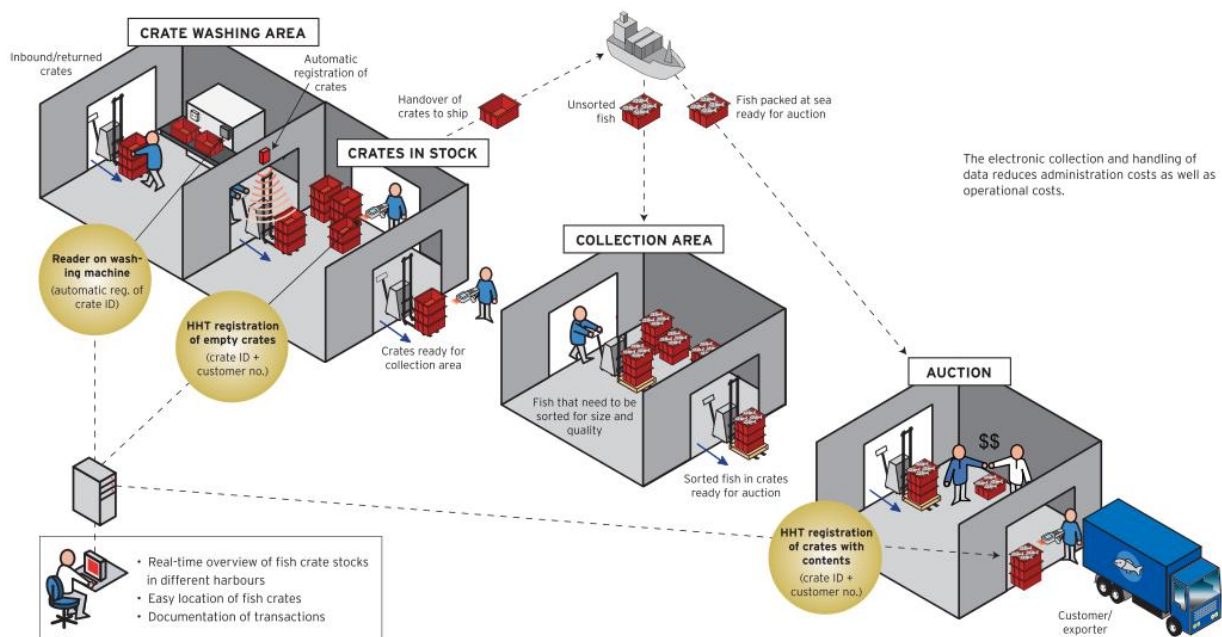 CRATE WASHING AREA
Inbound/returned
crates
Automatic
registration of
crates
Handover of
crates to ship
Unsorted
fish
Fish packed at sea
ready for auction
CRATES IN STOCK
The electronic collection and handling of
data reduces administration costs as well as
operational costs.
COLLECTION AREA
Reader on wash-
ing machine
(automatic reg. of
crate ID)
HHT registration
of empty crates
(crate ID +
customer no.)
Crates ready for
collection area
AUCTION
Fish that need to be
sorted for size and
quality
$$
Sorted fish in crates
ready for auction
HHT registration
of crates with
contents
(crate ID +
customer no.)
• Real-time overview of fish crate stocks
in different harbours
• Easy location of fish crates
• Documentation of transactions
Customer/
exporter